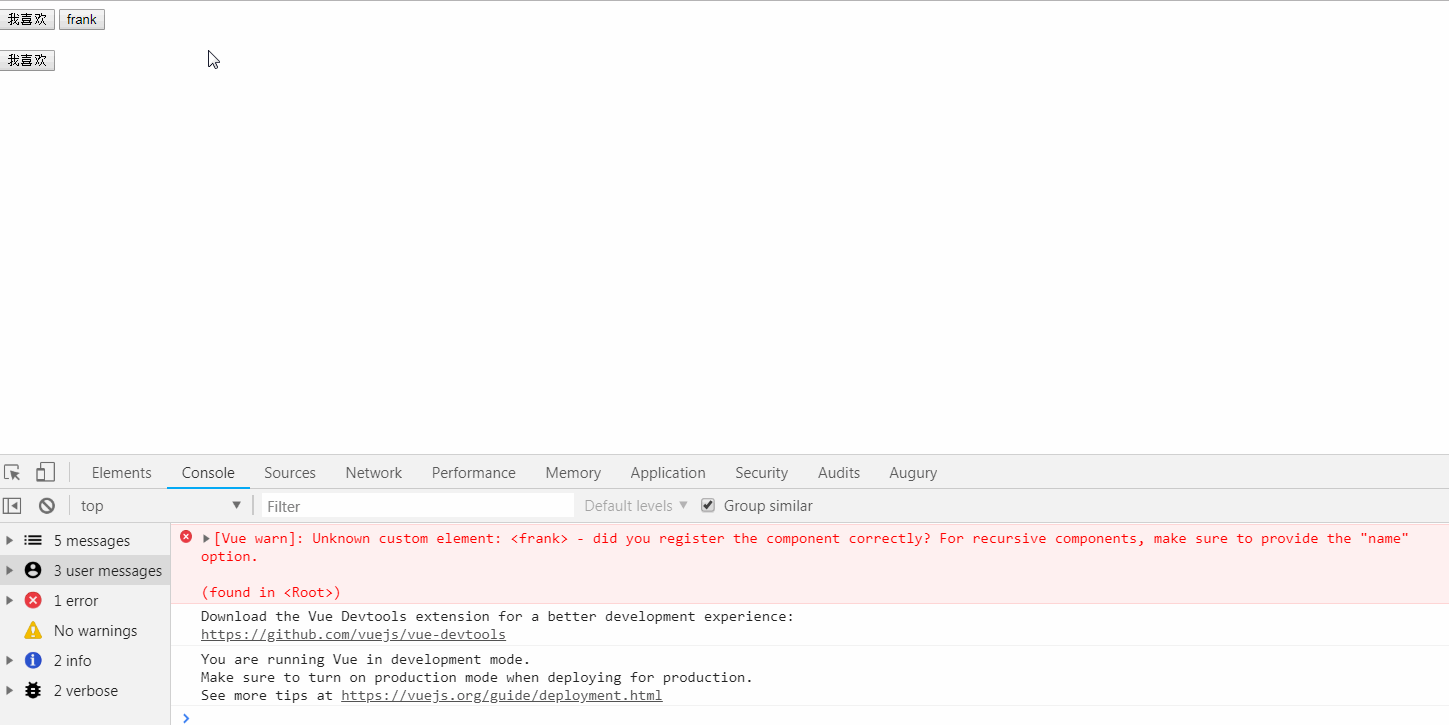 我喜欢 frank
我喜欢
Elements Console Sources Network Performance Memory Application Security Audits Augury
top Filter Default levels Group similar
5 messages
3 user messages
1 error
No warnings
2 info
2 verbose
[Vue warn]: Unknown custom element: <frank> - did you register the component correctly? For recursive components, make sure to provide the "name"
option.
(found in <Root>)
Download the Vue Devtools extension for a better development experience:
https://github.com/vuejs/vue-devtools
You are running Vue in development mode.
Make sure to turn on production mode when deploying for production.
See more tips at https://vuejs.org/guide/deployment.html